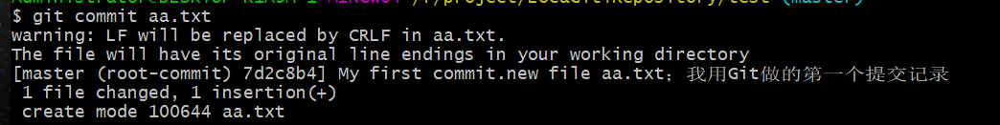 $ git commit aa.txt
warning: LF will be replaced by CRLF in aa.txt.
The file will have its original line endings in your working directory
[master (root-commit) 7d2c8b4] My first commit.new file aa.txt；我用Git做的第一个提交记录
1 file changed, 1 insertion(+)
create mode 100644 aa.txt